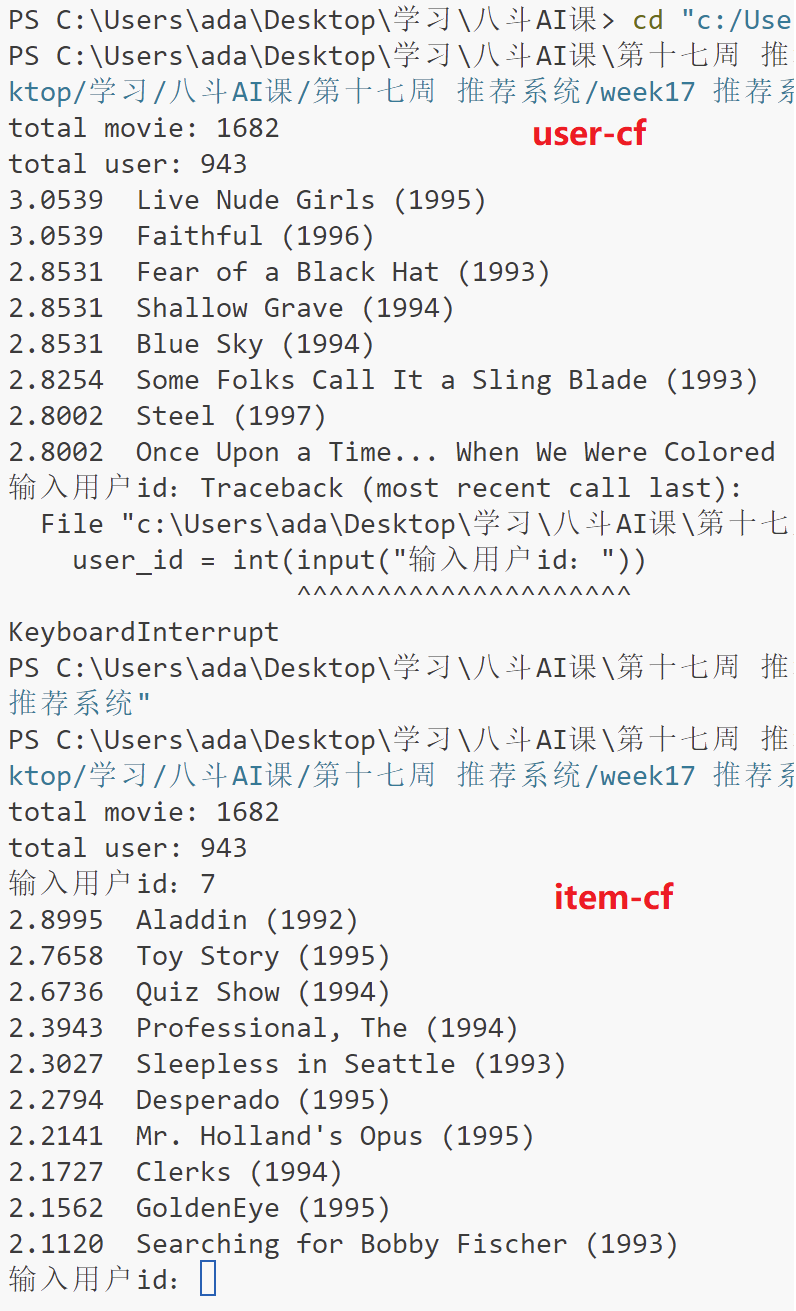 PS C:\Users\ada\Desktop\学习\八斗AI课> cd "c:/Use
PS C:\Users\ada\Desktop\学习\八斗AI课\第十七周 推
ktop/学习/八斗AI课/第十七周 推荐系统/week17 推荐系
total movie: 1682
user-cf
total user: 943
3.0539  Live Nude Girls (1995)
3.0539  Faithful (1996)
2.8531  Fear of a Black Hat (1993)
2.8531  Shallow Grave (1994)
2.8531  Blue Sky (1994)
2.8254  Some Folks Call It a Sling Blade (1993)
2.8002  Steel (1997)
2.8002  Once Upon a Time... When We Were Colored
输入用户id：Traceback (most recent call last):
  File "c:\Users\ada\Desktop\学习\八斗AI课\第十七
    user_id = int(input("输入用户id："))
                  ^^^^^^^^^^^^^^^^^^^^^
KeyboardInterrupt
PS C:\Users\ada\Desktop\学习\八斗AI课\第十七周 推
推荐系统"
PS C:\Users\ada\Desktop\学习\八斗AI课\第十七周 推
ktop/学习/八斗AI课/第十七周 推荐系统/week17 推荐系
total movie: 1682
total user: 943
输入用户id：7
item-cf
2.8995  Aladdin (1992)
2.7658  Toy Story (1995)
2.6736  Quiz Show (1994)
2.3943  Professional, The (1994)
2.3027  Sleepless in Seattle (1993)
2.2794  Desperado (1995)
2.2141  Mr. Holland's Opus (1995)
2.1727  Clerks (1994)
2.1562  GoldenEye (1995)
2.1120  Searching for Bobby Fischer (1993)
输入用户id：